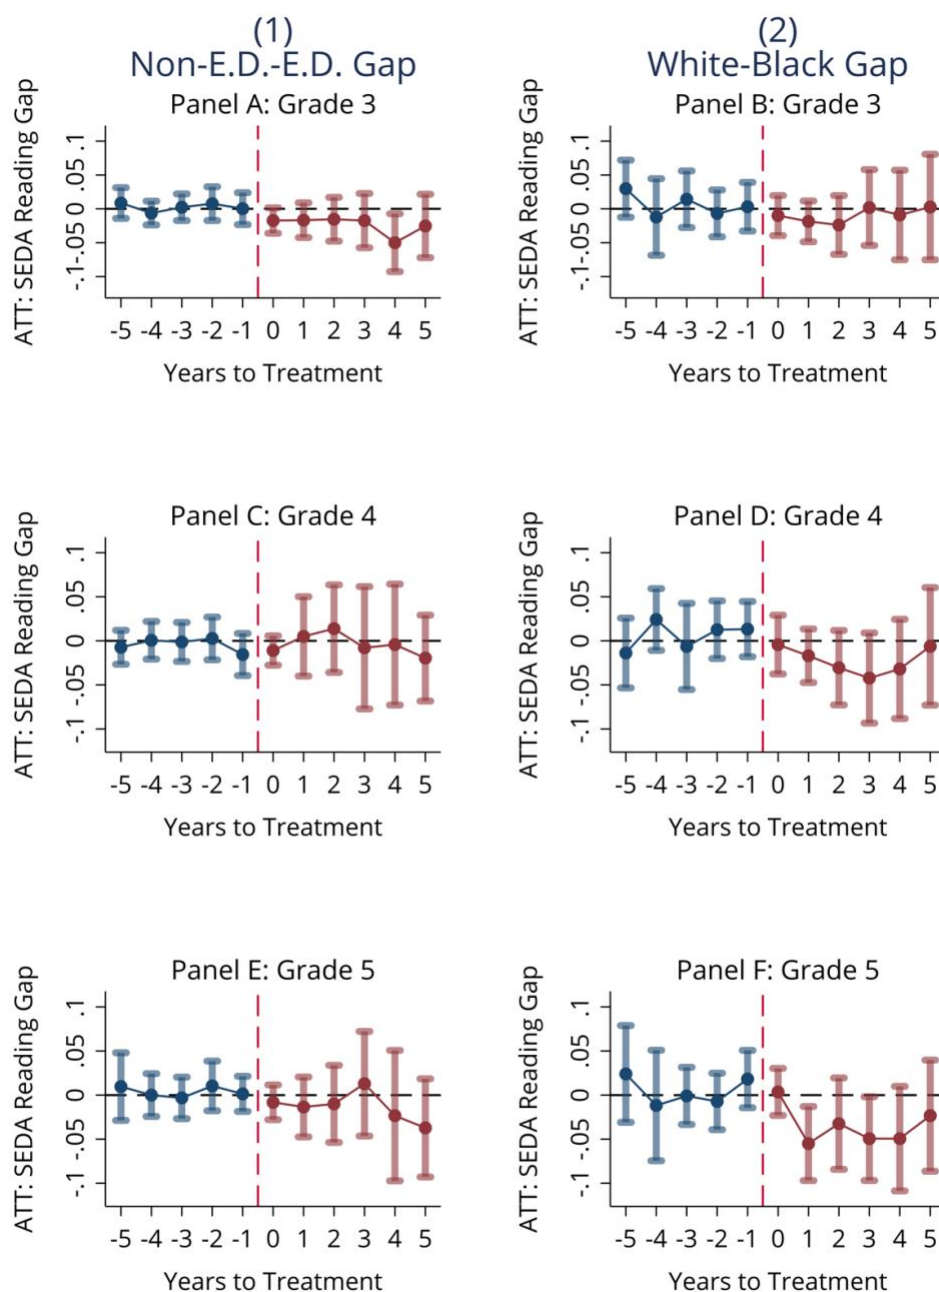 (1)
Non-E.D.-E.D. Gap
(2)
White-Black Gap
Panel A: Grade 3
ATT: SEDA Reading Gap
.1
.05
0
-.05
-.1
-5 -4 -3 -2 -1 0 1 2 3 4 5
Years to Treatment
Panel B: Grade 3
ATT: SEDA Reading Gap
.1
.05
0
-.05
-.1
-5 -4 -3 -2 -1 0 1 2 3 4 5
Years to Treatment
Panel C: Grade 4
ATT: SEDA Reading Gap
.1
.05
0
-.05
-.1
-5 -4 -3 -2 -1 0 1 2 3 4 5
Years to Treatment
Panel D: Grade 4
ATT: SEDA Reading Gap
.1
.05
0
-.05
-.1
-5 -4 -3 -2 -1 0 1 2 3 4 5
Years to Treatment
Panel E: Grade 5
ATT: SEDA Reading Gap
.1
.05
0
-.05
-.1
-5 -4 -3 -2 -1 0 1 2 3 4 5
Years to Treatment
Panel F: Grade 5
ATT: SEDA Reading Gap
.1
.05
0
-.05
-.1
-5 -4 -3 -2 -1 0 1 2 3 4 5
Years to Treatment